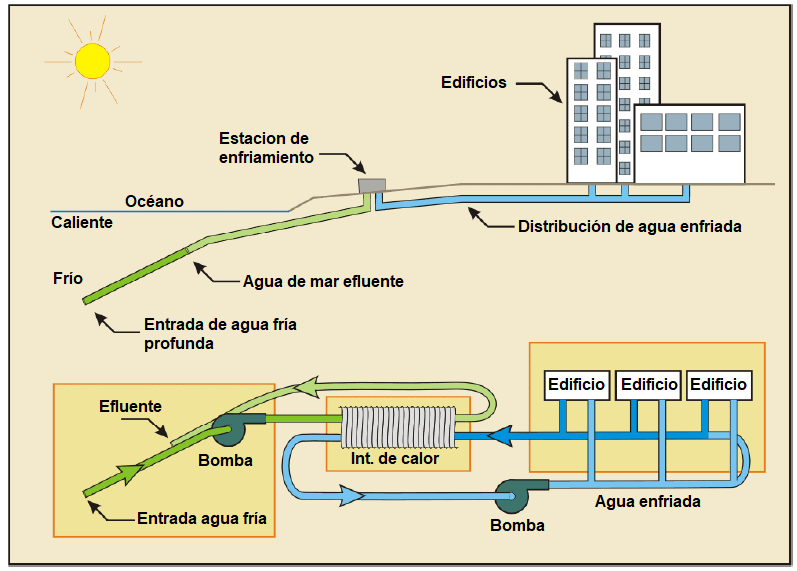 Edificios
Estacion de
enfriamiento
Océano
Caliente
Distribución de agua enfriada
Frío
Agua de mar efluente
Entrada de agua fría
profunda
Edificio
Edificio
Edificio
Efluente
Bomba
Int. de calor
Entrada agua fría
Agua enfriada
Bomba